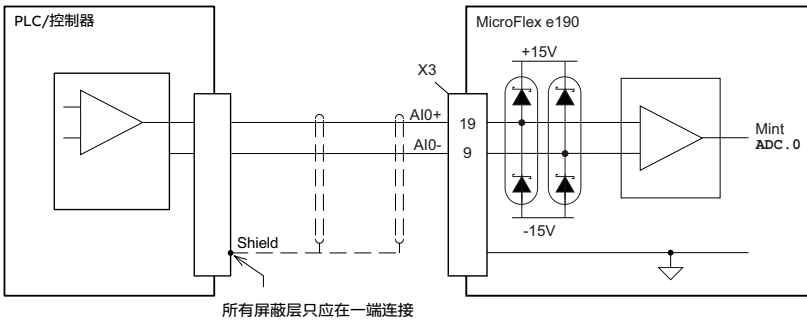 PLC/控制器
MicroFlex e190
+15V
X3
AI0+
19
Mint
ADC.0
AI0-
9
-15V
Shield
所有屏蔽层只应在一端连接